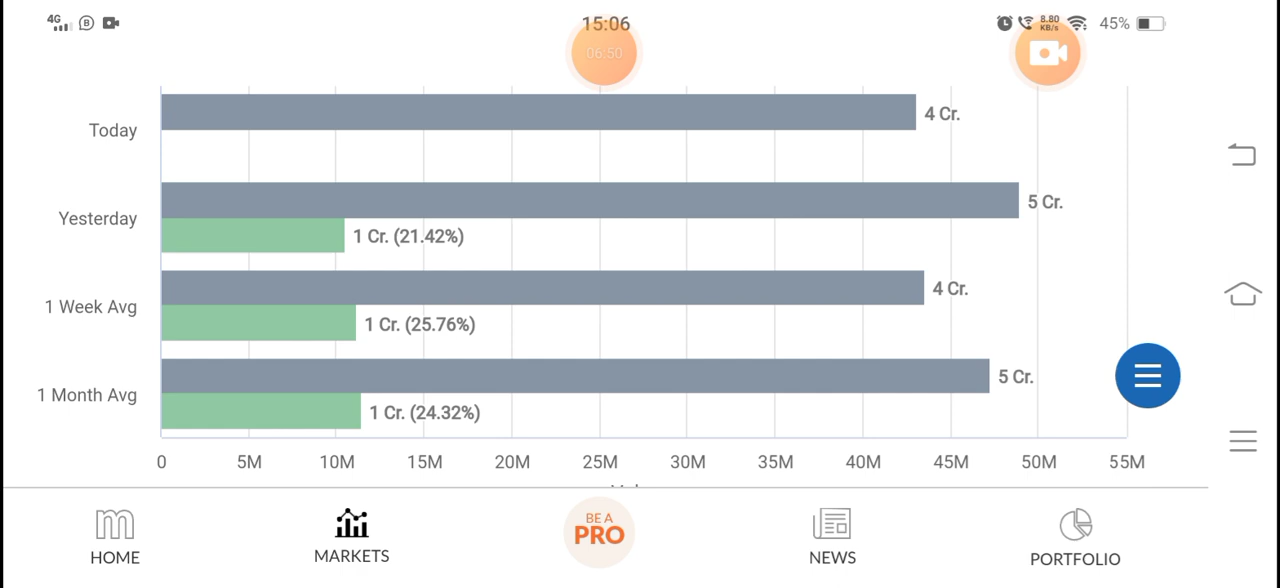 4G
B
15:06
8.80
KB/s
45%
06:50
Today
4 Cr.
Yesterday
5 Cr.
1 Cr. (21.42%)
1 Week Avg
4 Cr.
1 Cr. (25.76%)
1 Month Avg
5 Cr.
1 Cr. (24.32%)
0 5M 10M 15M 20M 25M 30M 35M 40M 45M 50M 55M
m
HOME
MARKETS
BE A
PRO
NEWS
PORTFOLIO